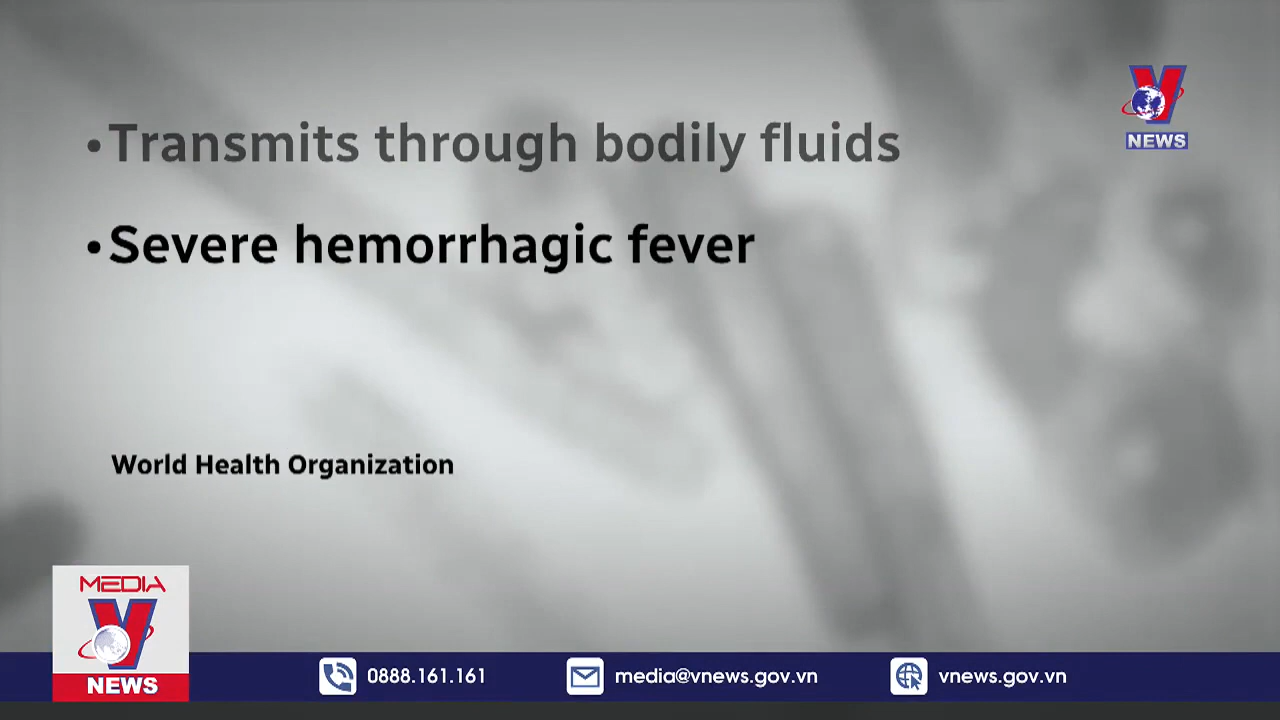 • Transmits through bodily fluids
V
NEWS
• Severe hemorrhagic fever
World Health Organization
MEDIA
V
NEWS
0888.161.161
media@vnews.gov.vn
vnews.gov.vn